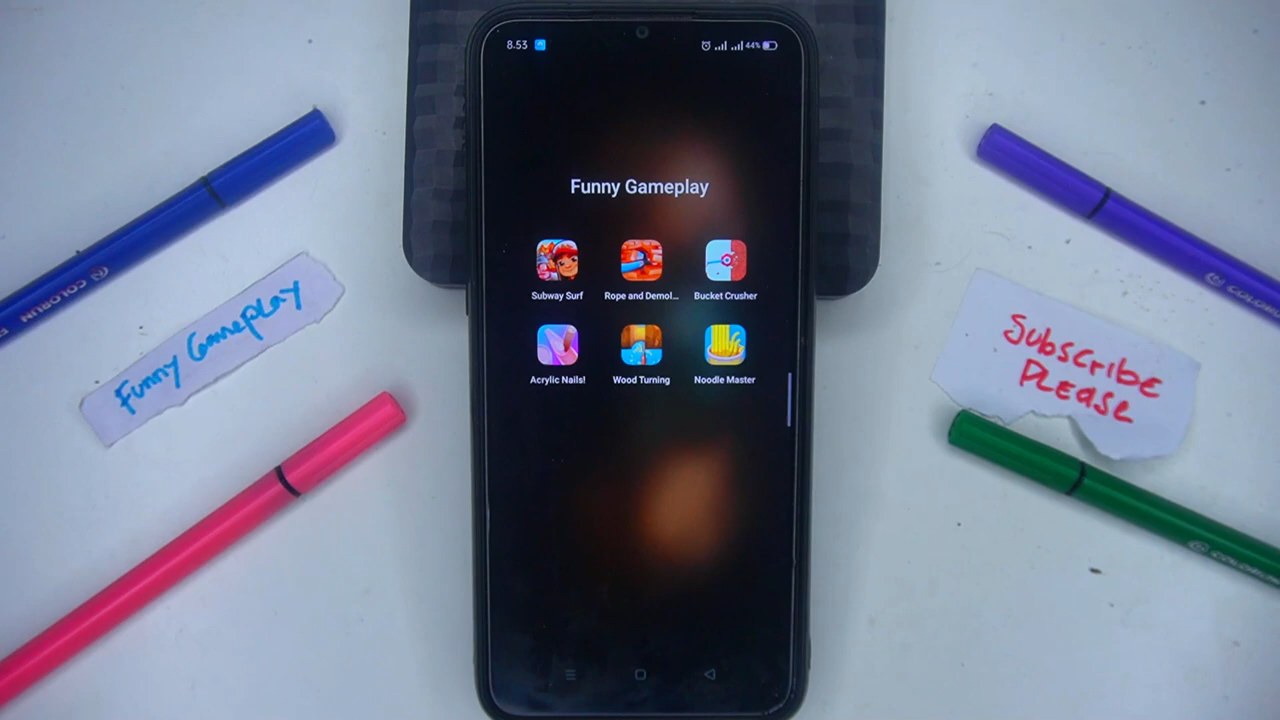 8.53
44%
Funny Gameplay
Subway Surf
Rope and Demol...
Bucket Crusher
Acrylic Nails!
Wood Turning
Noodle Master
COLORUN
Funny Gameplay
Subscribe
Please